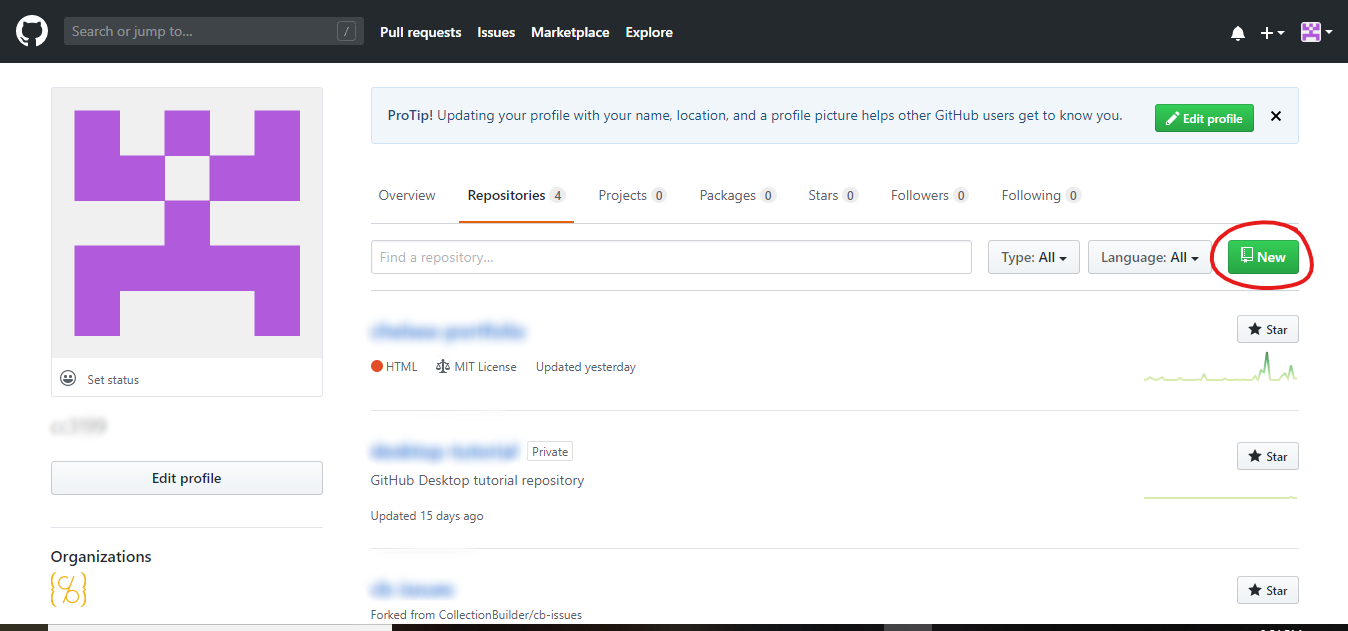 Search or jump to... /
Pull requests Issues Marketplace Explore
ProTip! Updating your profile with your name, location, and a profile picture helps other GitHub users get to know you.
Edit profile
Overview Repositories 4 Projects 0 Packages 0 Stars 0 Followers 0 Following 0
Find a repository... Type: All Language: All New
Star
HTML MIT License Updated yesterday
Set status
Private
Star
Edit profile
GitHub Desktop tutorial repository
Updated 15 days ago
Organizations
Star
Forked from CollectionBuilder/cb-issues